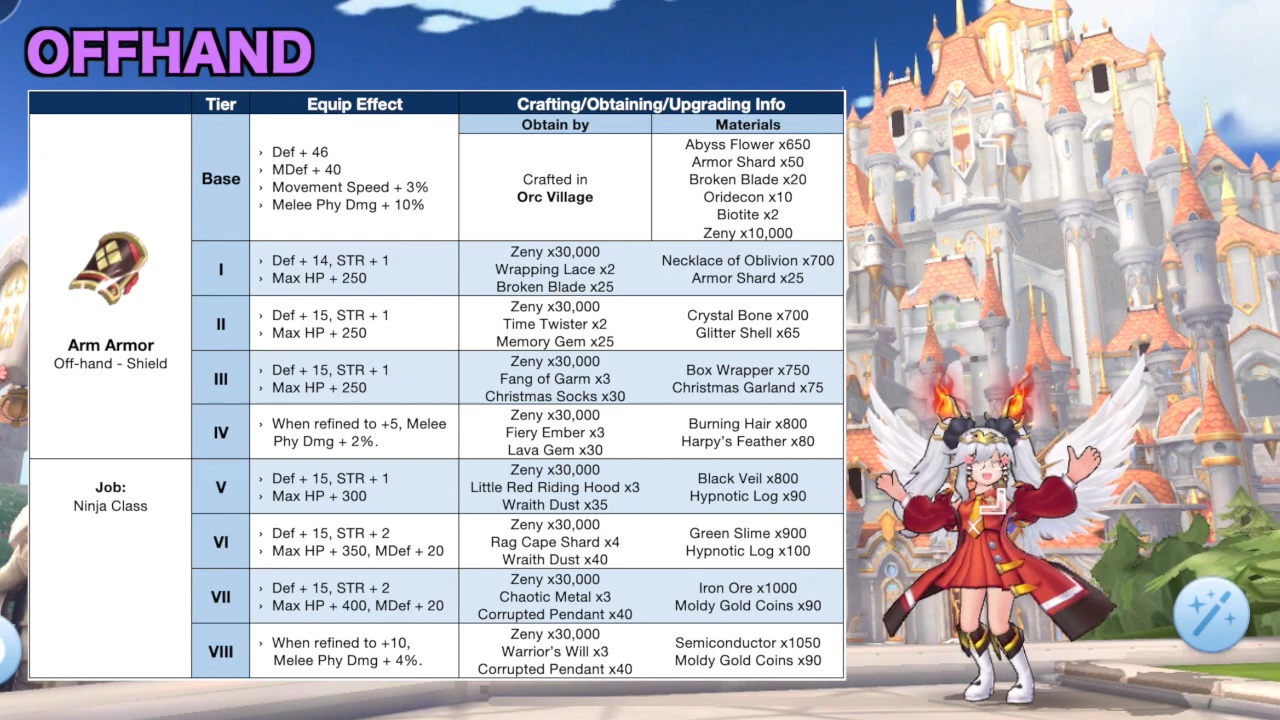 OFFHAND
Tier
Equip Effect
Crafting/Obtaining/Upgrading Info
Obtain by
Materials
Arm Armor
Off-hand - Shield
Job:
Ninja Class
Base
› Def + 46
› MDef + 40
› Movement Speed + 3%
› Melee Phy Dmg + 10%
Crafted in
Orc Village
Abyss Flower x650
Armor Shard x50
Broken Blade x20
Oridecon x10
Biotite x2
Zeny x10,000
I
› Def + 14, STR + 1
› Max HP + 250
Zeny x30,000
Wrapping Lace x2
Broken Blade x25
Necklace of Oblivion x700
Armor Shard x25
II
› Def + 15, STR + 1
› Max HP + 250
Zeny x30,000
Time Twister x2
Memory Gem x25
Crystal Bone x700
Glitter Shell x65
III
› Def + 15, STR + 1
› Max HP + 250
Zeny x30,000
Fang of Garm x3
Christmas Socks x30
Box Wrapper x750
Christmas Garland x75
IV
› When refined to +5, Melee
Phy Dmg + 2%.
Zeny x30,000
Fiery Ember x3
Lava Gem x30
Burning Hair x800
Harpy's Feather x80
V
› Def + 15, STR + 1
› Max HP + 300
Zeny x30,000
Little Red Riding Hood x3
Wraith Dust x35
Black Veil x800
Hypnotic Log x90
VI
› Def + 15, STR + 2
› Max HP + 350, MDef + 20
Zeny x30,000
Rag Cape Shard x4
Wraith Dust x40
Green Slime x900
Hypnotic Log x100
VII
› Def + 15, STR + 2
› Max HP + 400, MDef + 20
Zeny x30,000
Chaotic Metal x3
Corrupted Pendant x40
Iron Ore x1000
Moldy Gold Coins x90
VIII
› When refined to +10,
Melee Phy Dmg + 4%.
Zeny x30,000
Warrior's Will x3
Corrupted Pendant x40
Semiconductor x1050
Moldy Gold Coins x90